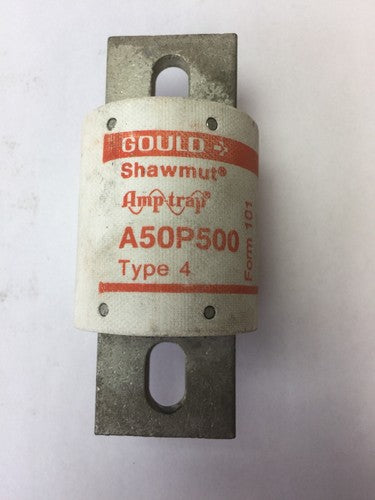 GOULD
Shawmut®
Amp-trap®
A50P500
Type 4
Form 101